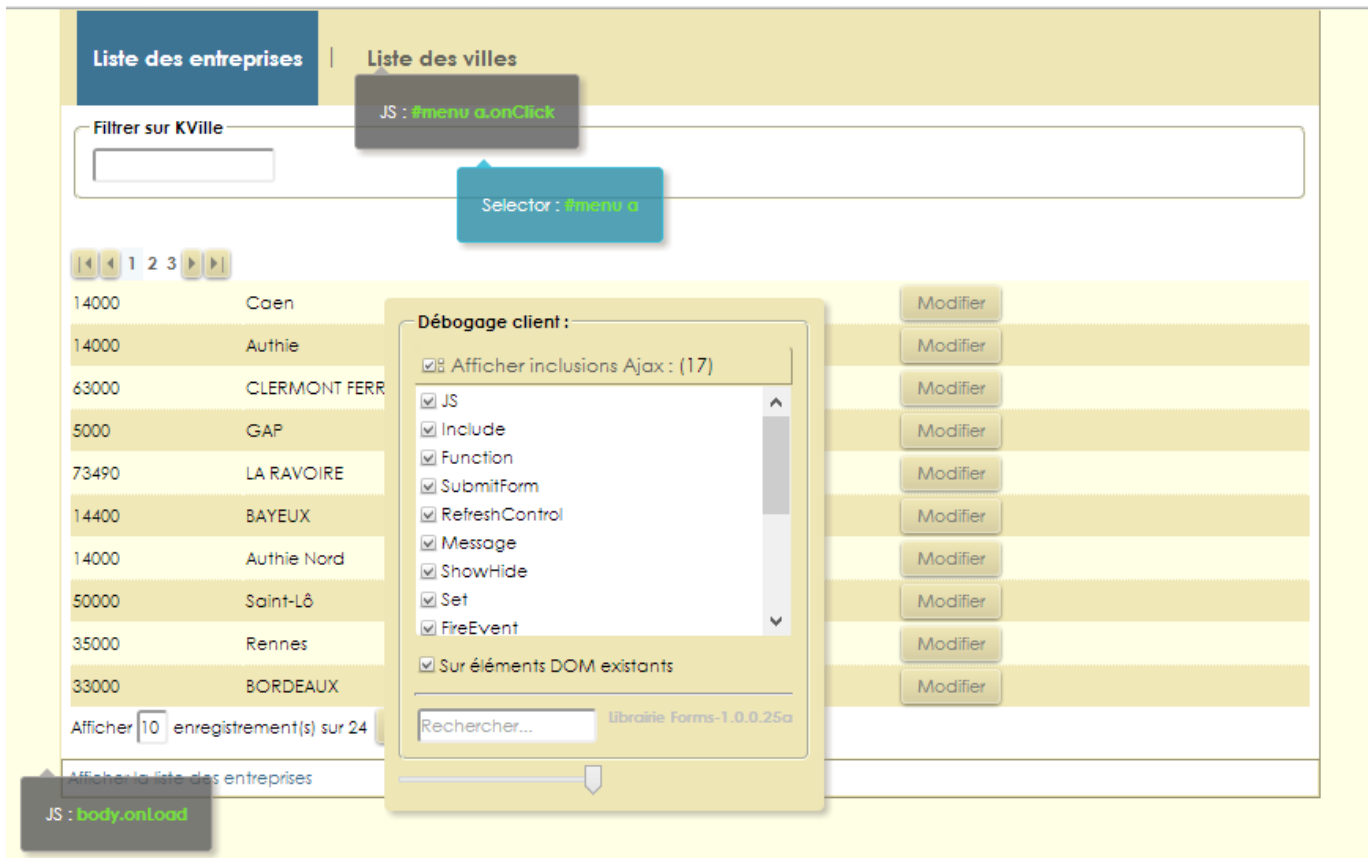 Liste des entreprises | Liste des villes
JS : #menu a.onClick
Filtrer sur KVille
Selector : #menu a
1 2 3
14000 Caen Modifier
14000 Authie Modifier
63000 CLERMONT FERR Modifier
5000 GAP Modifier
73490 LA RAVOIRE Modifier
14400 BAYEUX Modifier
14000 Authie Nord Modifier
50000 Saint-Lô Modifier
35000 Rennes Modifier
33000 BORDEAUX Modifier
Afficher 10 enregistrement(s) sur 24
Afficher la liste des entreprises
JS : body.onLoad
Débogage client :
Afficher inclusions Ajax : (17)
JS
Include
Function
SubmitForm
RefreshControl
Message
ShowHide
Set
FireEvent
Sur éléments DOM existants
Rechercher...
Librairie Forms-1.0.0.25a